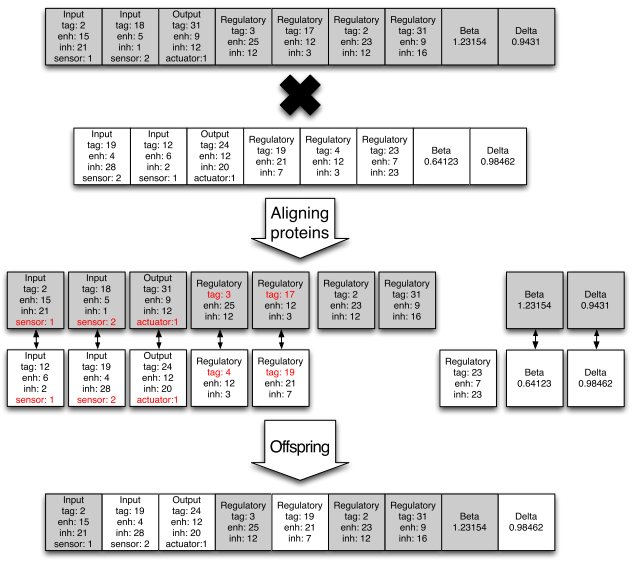 Input
tag: 2
enh: 15
inh: 21
sensor: 1
Input
tag: 18
enh: 5
inh: 1
sensor: 2
Output
tag: 31
enh: 9
inh: 12
actuator:1
Regulatory
tag: 3
enh: 25
inh: 12
Regulatory
tag: 17
enh: 12
inh: 3
Regulatory
tag: 2
enh: 23
inh: 12
Regulatory
tag: 31
enh: 9
inh: 16
Beta
1.23154
Delta
0.9431
Input
tag: 19
enh: 4
inh: 28
sensor: 2
Input
tag: 12
enh: 6
inh: 2
sensor: 1
Output
tag: 24
enh: 12
inh: 20
actuator:1
Regulatory
tag: 19
enh: 21
inh: 7
Regulatory
tag: 4
enh: 12
inh: 3
Regulatory
tag: 23
enh: 7
inh: 23
Beta
0.64123
Delta
0.98462
Aligning
proteins
Input
tag: 2
enh: 15
inh: 21
sensor: 1
Input
tag: 18
enh: 5
inh: 1
sensor: 2
Output
tag: 31
enh: 9
inh: 12
actuator:1
Regulatory
tag: 3
enh: 25
inh: 12
Regulatory
tag: 17
enh: 12
inh: 3
Regulatory
tag: 2
enh: 23
inh: 12
Regulatory
tag: 31
enh: 9
inh: 16
Beta
1.23154
Delta
0.9431
Input
tag: 12
enh: 6
inh: 2
sensor: 1
Input
tag: 19
enh: 4
inh: 28
sensor: 2
Output
tag: 24
enh: 12
inh: 20
actuator:1
Regulatory
tag: 4
enh: 12
inh: 3
Regulatory
tag: 19
enh: 21
inh: 7
Regulatory
tag: 23
enh: 7
inh: 23
Beta
0.64123
Delta
0.98462
Offspring
Input
tag: 2
enh: 15
inh: 21
sensor: 1
Input
tag: 19
enh: 4
inh: 28
sensor: 2
Output
tag: 24
enh: 12
inh: 20
actuator:1
Regulatory
tag: 3
enh: 25
inh: 12
Regulatory
tag: 19
enh: 21
inh: 7
Regulatory
tag: 2
enh: 23
inh: 12
Regulatory
tag: 31
enh: 9
inh: 16
Beta
1.23154
Delta
0.98462